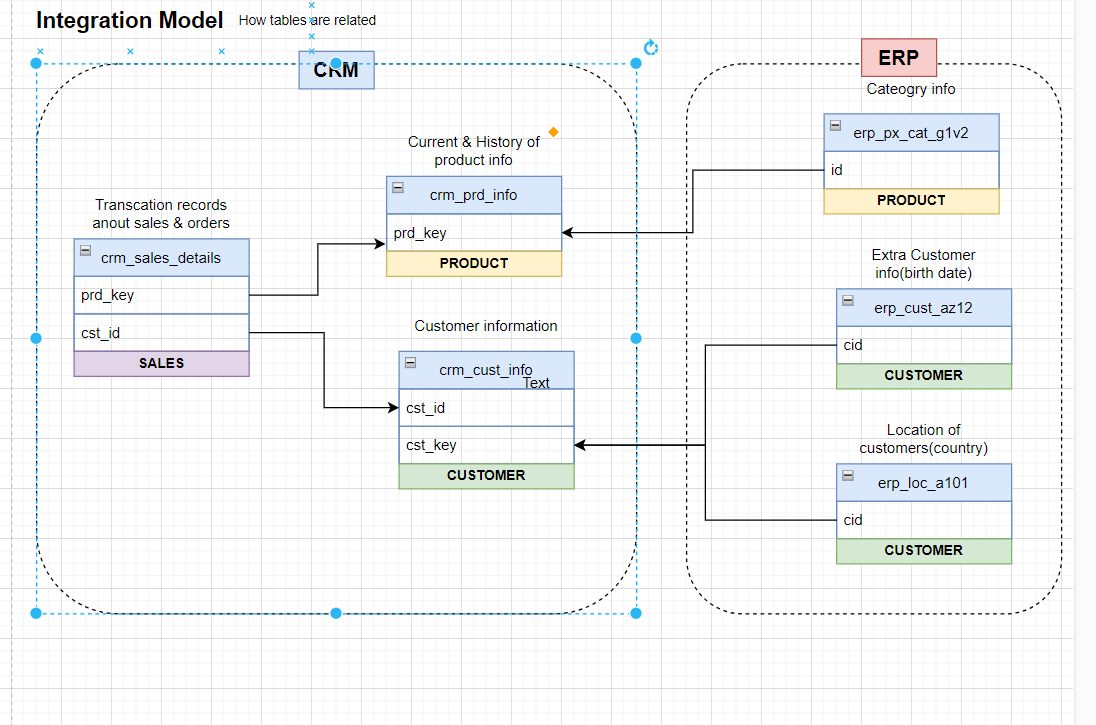 Integration Model
How tables are related
CRM
Current & History of
product info
crm_prd_info
prd_key
PRODUCT
Transcation records
anout sales & orders
crm_sales_details
prd_key
cst_id
SALES
Customer information
crm_cust_info
Text
cst_id
cst_key
CUSTOMER
ERP
Cateogry info
erp_px_cat_g1v2
id
PRODUCT
Extra Customer
info(birth date)
erp_cust_az12
cid
CUSTOMER
Location of
customers(country)
erp_loc_a101
cid
CUSTOMER